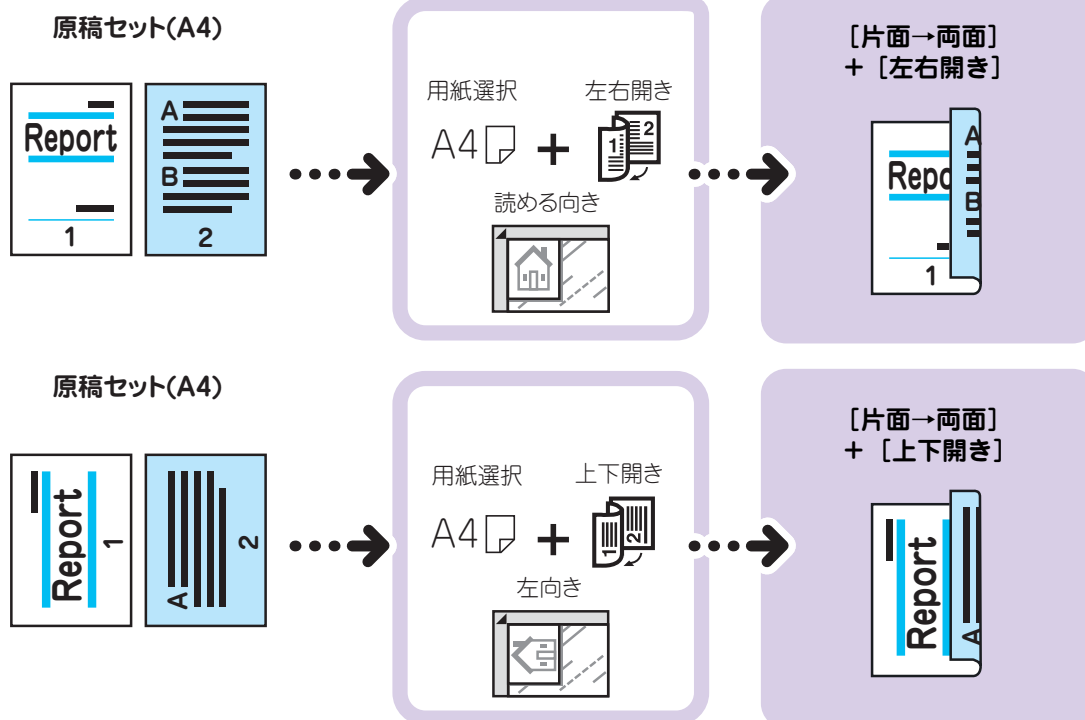 原稿セット(A4)
Report
1
A
B
2
用紙選択
左右開き
A4
+
1
2
読める向き
[片面→両面]
+ [左右開き]
Repo
1
A
B
原稿セット(A4)
Report
1
A
2
用紙選択
上下開き
A4
+
1
2
左向き
[片面→両面]
+ [上下開き]
Report
A